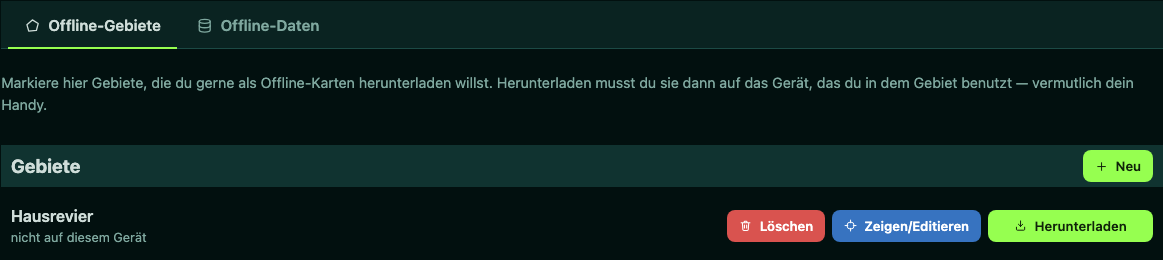 Offline-Gebiete
Offline-Daten
Markiere hier Gebiete, die du gerne als Offline-Karten herunterladen willst. Herunterladen musst du sie dann auf das Gerät, das du in dem Gebiet benutzt — vermutlich dein
Handy.
Gebiete
+ Neu
Hausrevier
nicht auf diesem Gerät
Löschen
Zeigen/Editieren
Herunterladen